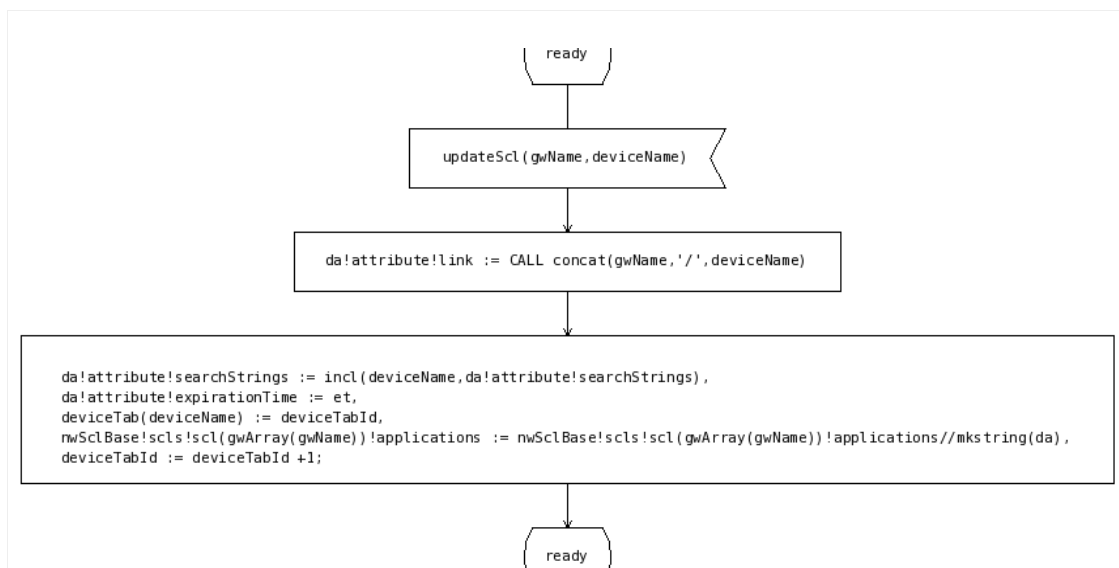 ready
updateScl(gwName,deviceName)
da!attribute!link := CALL concat(gwName,'/',deviceName)
da!attribute!searchStrings := incl(deviceName,da!attribute!searchStrings),
da!attribute!expirationTime := et,
deviceTab(deviceName) := deviceTabId,
nwSclBase!scls!scl(gwArray(gwName))!applications := nwSclBase!scls!scl(gwArray(gwName))!applications//mkstring(da),
deviceTabId := deviceTabId +1;
ready